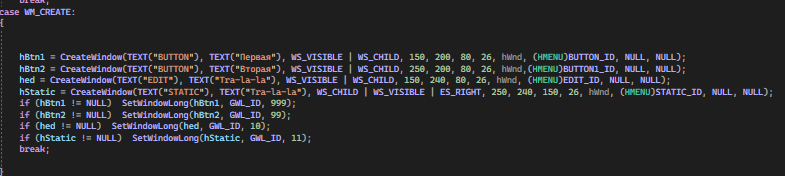 break;
case WM_CREATE:
{
hBtn1 = CreateWindow(TEXT("BUTTON"), TEXT("Первая"), WS_VISIBLE | WS_CHILD, 150, 200, 80, 26, hWnd, (HMENU)BUTTON_ID, NULL, NULL);
hBtn2 = CreateWindow(TEXT("BUTTON"), TEXT("Вторая"), WS_VISIBLE | WS_CHILD, 250, 200, 80, 26, hWnd, (HMENU)BUTTON1_ID, NULL, NULL);
hed = CreateWindow(TEXT("EDIT"), TEXT("Tra-la-la"), WS_VISIBLE | WS_CHILD, 150, 240, 80, 26, hWnd, (HMENU)EDIT_ID, NULL, NULL);
hStatic = CreateWindow(TEXT("STATIC"), TEXT("Tra-la-la"), WS_CHILD | WS_VISIBLE | ES_RIGHT, 250, 240, 150, 26, hWnd, (HMENU)STATIC_ID, NULL, NULL);
if (hBtn1 != NULL)  SetWindowLong(hBtn1, GWL_ID, 999);
if (hBtn2 != NULL)  SetWindowLong(hBtn2, GWL_ID, 99);
if (hed != NULL)  SetWindowLong(hed, GWL_ID, 10);
if (hStatic != NULL)  SetWindowLong(hStatic, GWL_ID, 11);
break;
}